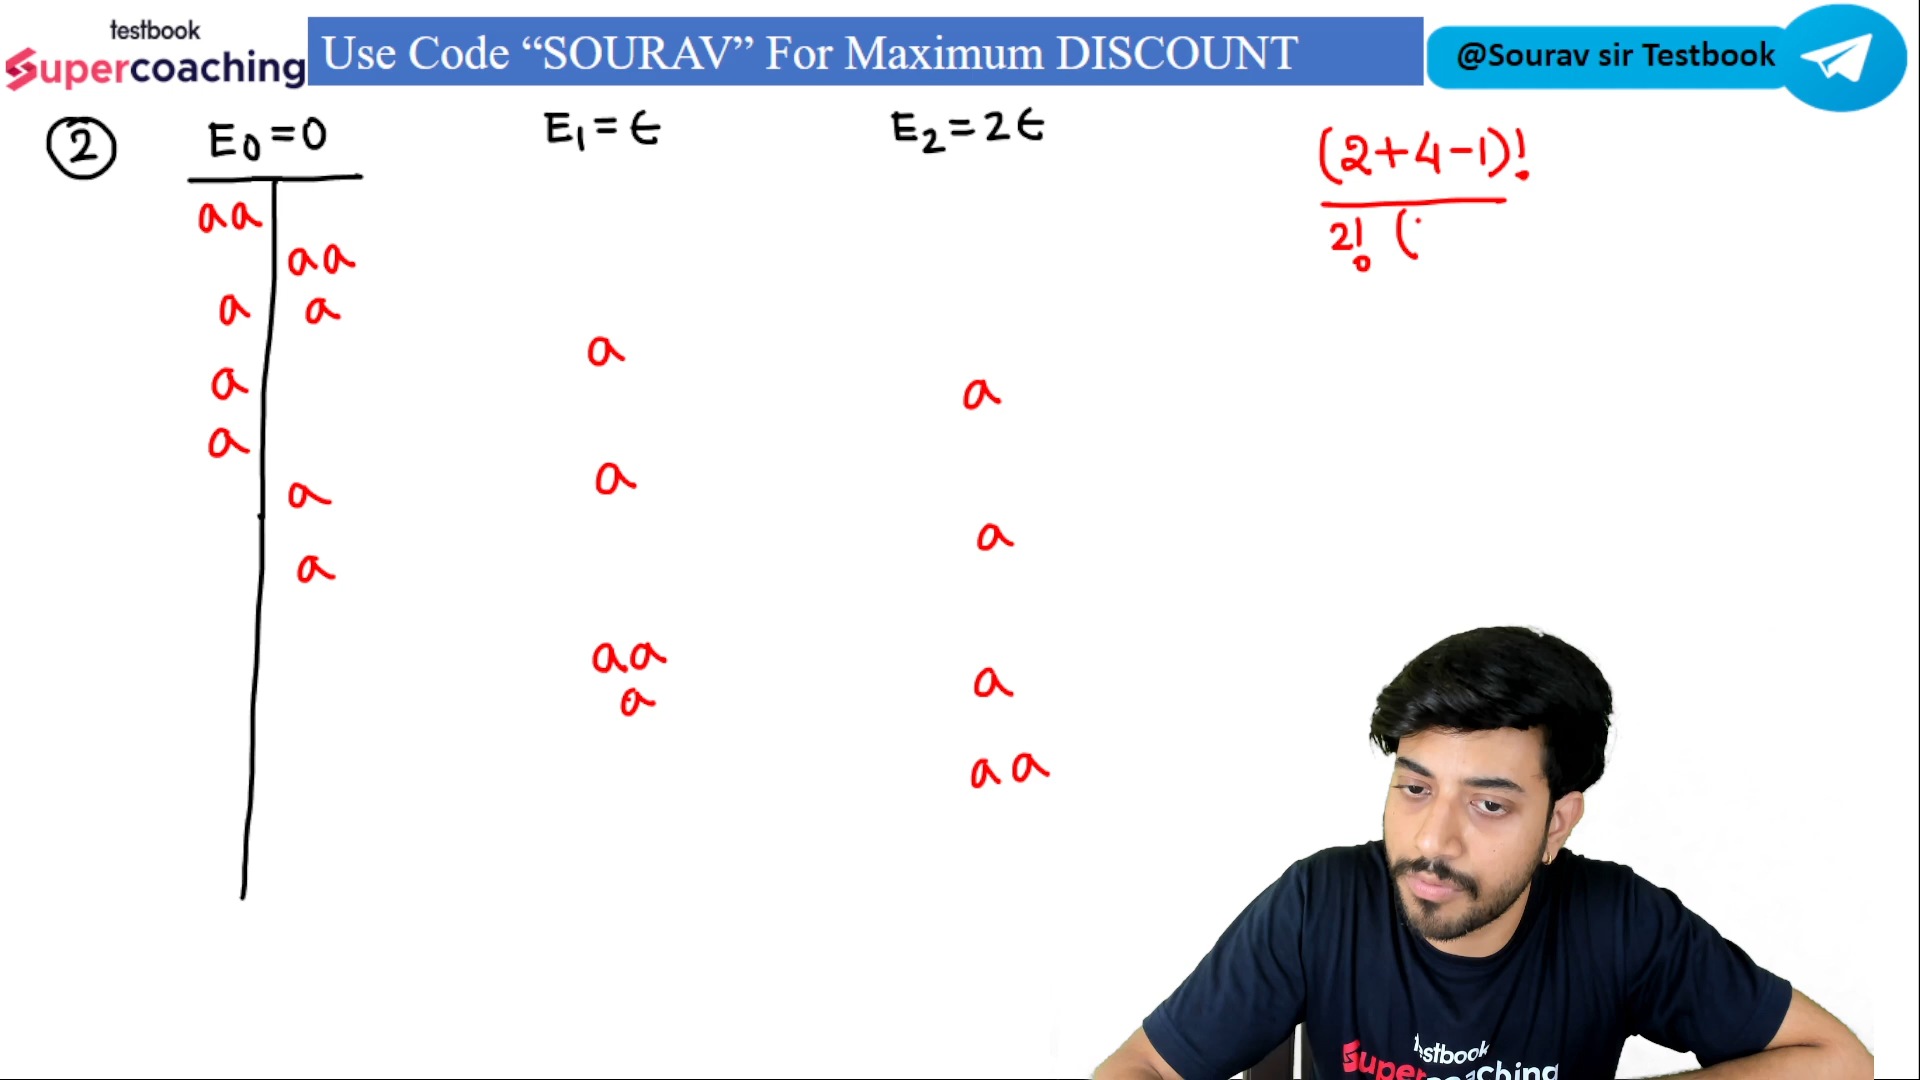 testbook
Supercoaching
Use Code “SOURAV” For Maximum DISCOUNT
@Sourav sir Testbook
2 E0=0 E1=ϵ E2=2ϵ
(2+4-1)!
2! (
aa
aa
a a
a
a
a
a
a
a
a
a
aa
a
a
aa
testbook
Supercoaching